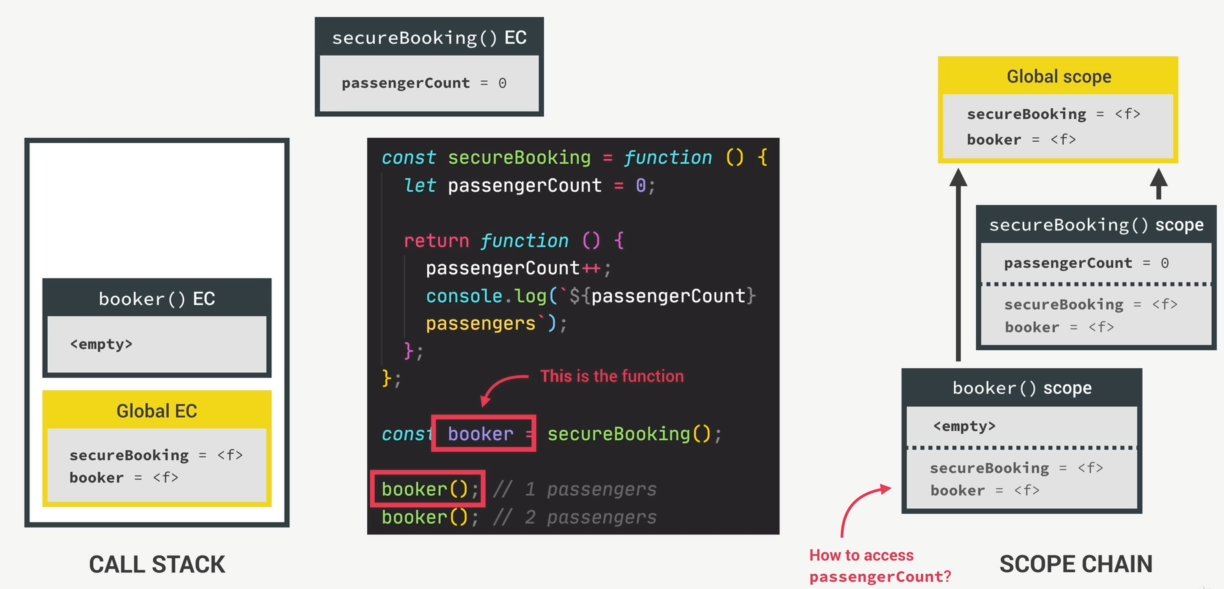 secureBooking() EC
passengerCount = 0
booker() EC
<empty>
Global EC
secureBooking = <f>
booker = <f>
CALL STACK
const secureBooking = function () {
let passengerCount = 0;
return function () {
passengerCount++;
console.log(`${passengerCount}
passengers`);
};
};
This is the function
const booker = secureBooking();
booker(); // 1 passengers
booker(); // 2 passengers
Global scope
secureBooking = <f>
booker = <f>
secureBooking() scope
passengerCount = 0
secureBooking = <f>
booker = <f>
booker() scope
<empty>
secureBooking = <f>
booker = <f>
How to access
passengerCount?
SCOPE CHAIN